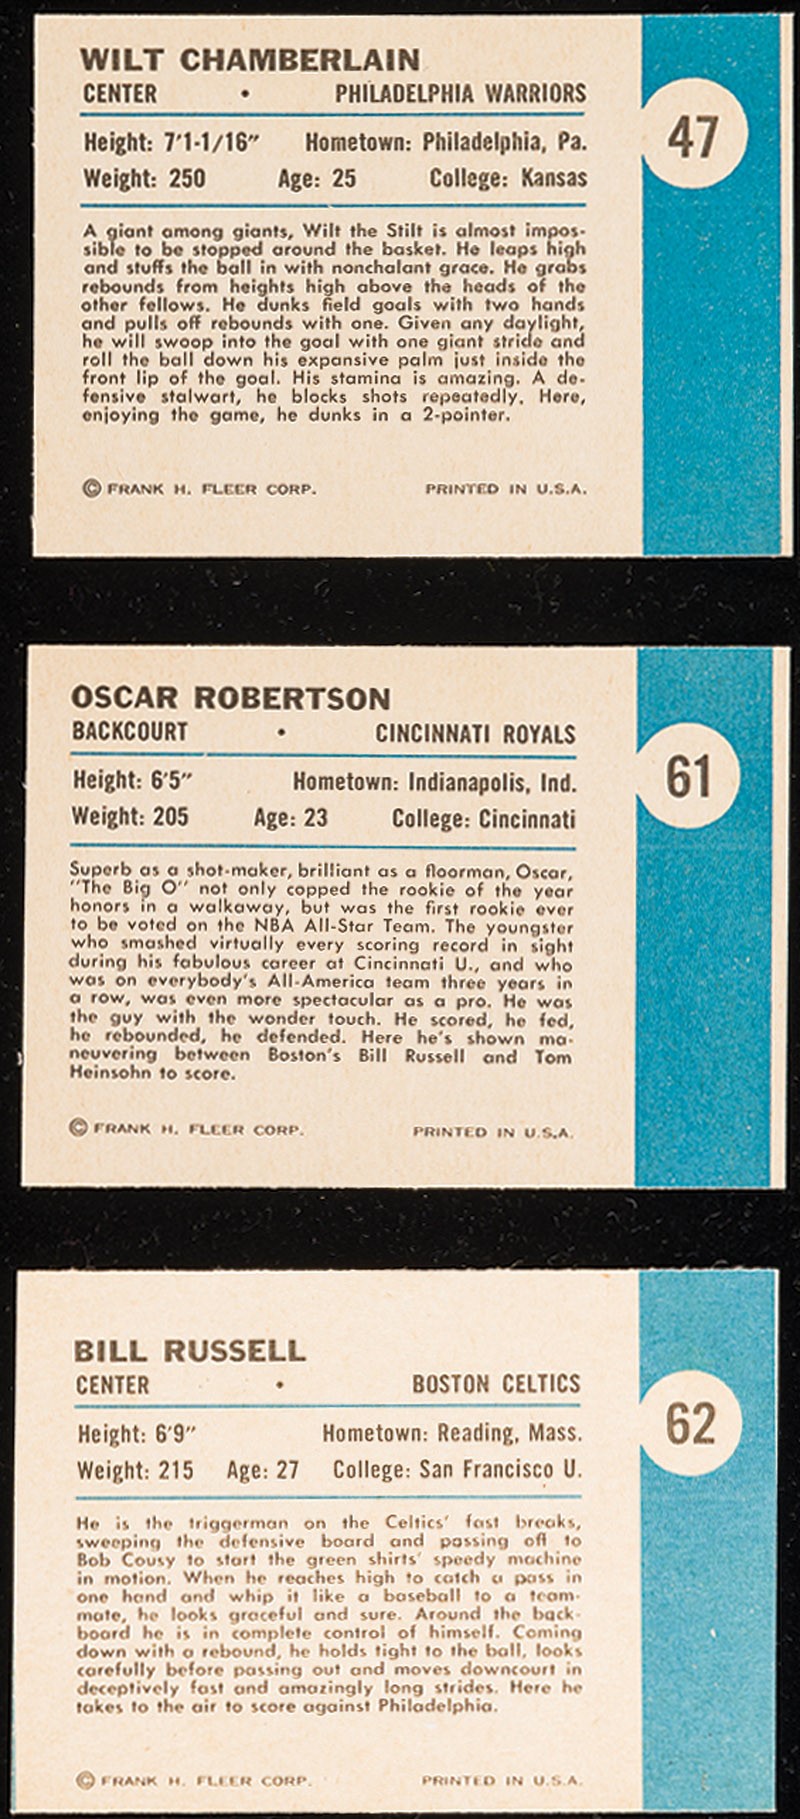 WILT CHAMBERLAIN
CENTER • PHILADELPHIA WARRIORS
Height: 7'1-1/16" Hometown: Philadelphia, Pa.
Weight: 250 Age: 25 College: Kansas
47
A giant among giants, Wilt the Stilt is almost impos-
sible to be stopped around the basket. He leaps high
and stuffs the ball in with nonchalant grace. He grabs
rebounds from heights high above the heads of the
other fellows. He dunks field goals with two hands
and pulls off rebounds with one. Given any daylight,
he will swoop into the goal with one giant stride and
roll the ball down his expansive palm just inside the
front lip of the goal. His stamina is amazing. A de-
fensive stalwart, he blocks shots repeatedly. Here,
enjoying the game, he dunks in a 2-pointer.
© FRANK H. FLEER CORP. PRINTED IN U.S.A.
OSCAR ROBERTSON
BACKCOURT • CINCINNATI ROYALS
Height: 6'5" Hometown: Indianapolis, Ind.
Weight: 205 Age: 23 College: Cincinnati
61
Superb as a shot-maker, brilliant as a floorman, Oscar,
"The Big O" not only copped the rookie of the year
honors in a walkaway, but was the first rookie ever
to be voted on the NBA All-Star Team. The youngster
who smashed virtually every scoring record in sight
during his fabulous career at Cincinnati U., and who
was on everybody's All-America team three years in
a row, was even more spectacular as a pro. He was
the guy with the wonder touch. He scored, he fed,
he rebounded, he defended. Here he's shown ma-
neuvering between Boston's Bill Russell and Tom
Heinsohn to score.
© FRANK H. FLEER CORP. PRINTED IN U.S.A.
BILL RUSSELL
CENTER • BOSTON CELTICS
Height: 6'9" Hometown: Reading, Mass.
Weight: 215 Age: 27 College: San Francisco U.
62
He is the triggerman on the Celtics' fast breaks,
sweeping the defensive board and passing off to
Bob Cousy to start the green shirts' speedy machine
in motion. When he reaches high to catch a pass in
one hand and whip it like a baseball to a team-
mate, he looks graceful and sure. Around the back-
board he is in complete control of himself. Coming
down with a rebound, he holds tight to the ball, looks
carefully before passing out and moves downcourt in
deceptively fast and amazingly long strides. Here he
takes to the air to score against Philadelphia.
© FRANK H. FLEER CORP. PRINTED IN U.S.A.